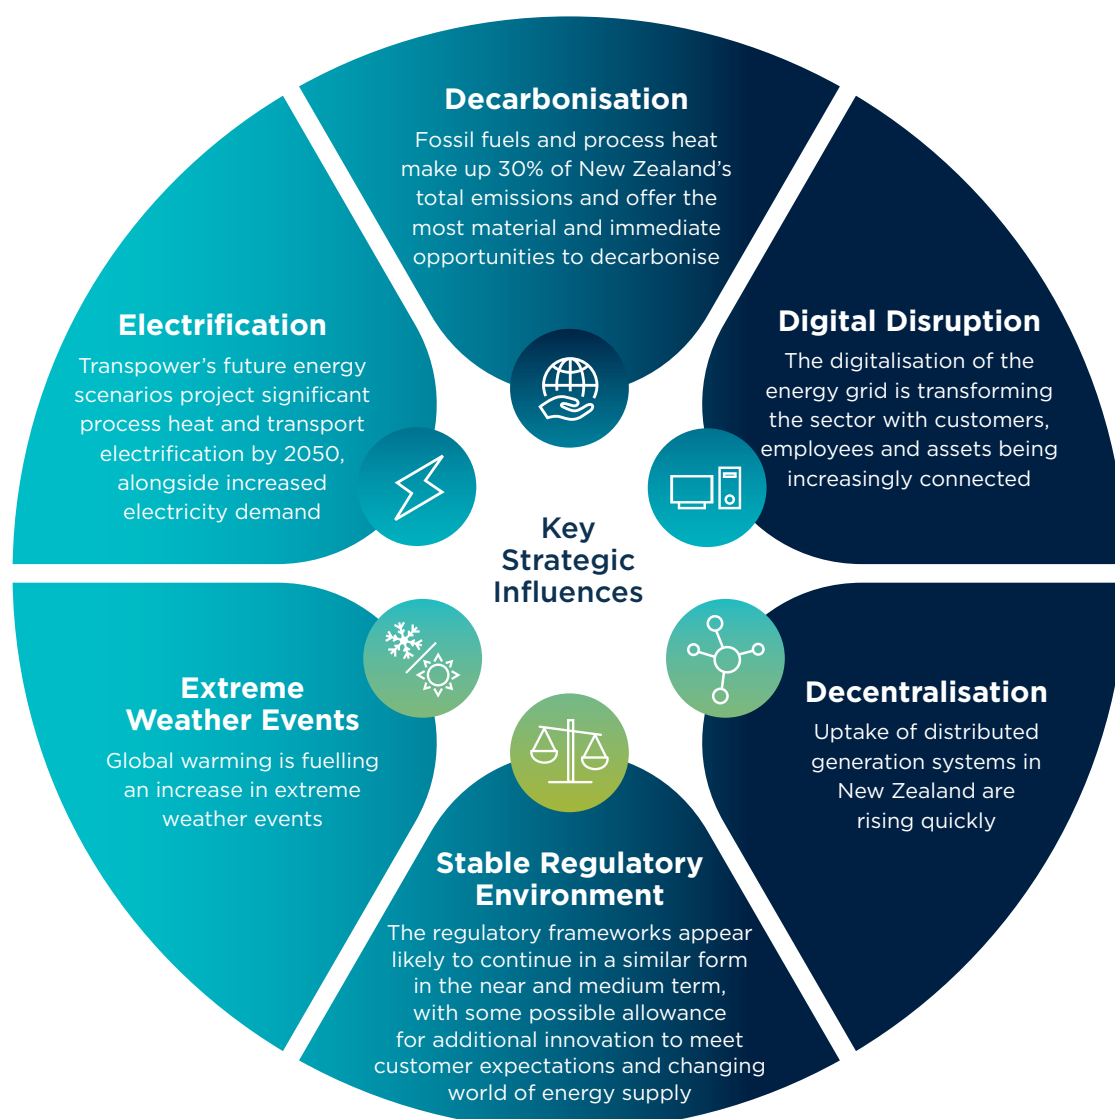 Decarbonisation
Fossil fuels and process heat
make up 30% of New Zealand's
total emissions and offer the
most material and immediate
opportunities to decarbonise
Digital Disruption
The digitalisation of the
energy grid is transforming
the sector with customers,
employees and assets being
increasingly connected
Decentralisation
Uptake of distributed
generation systems in
New Zealand are
rising quickly
Stable Regulatory
Environment
The regulatory frameworks appear
likely to continue in a similar form
in the near and medium term,
with some possible allowance
for additional innovation to meet
customer expectations and changing
world of energy supply
Extreme
Weather Events
Global warming is fuelling
an increase in extreme
weather events
Electrification
Transpower's future energy
scenarios project significant
process heat and transport
electrification by 2050,
alongside increased
electricity demand
Key
Strategic
Influences